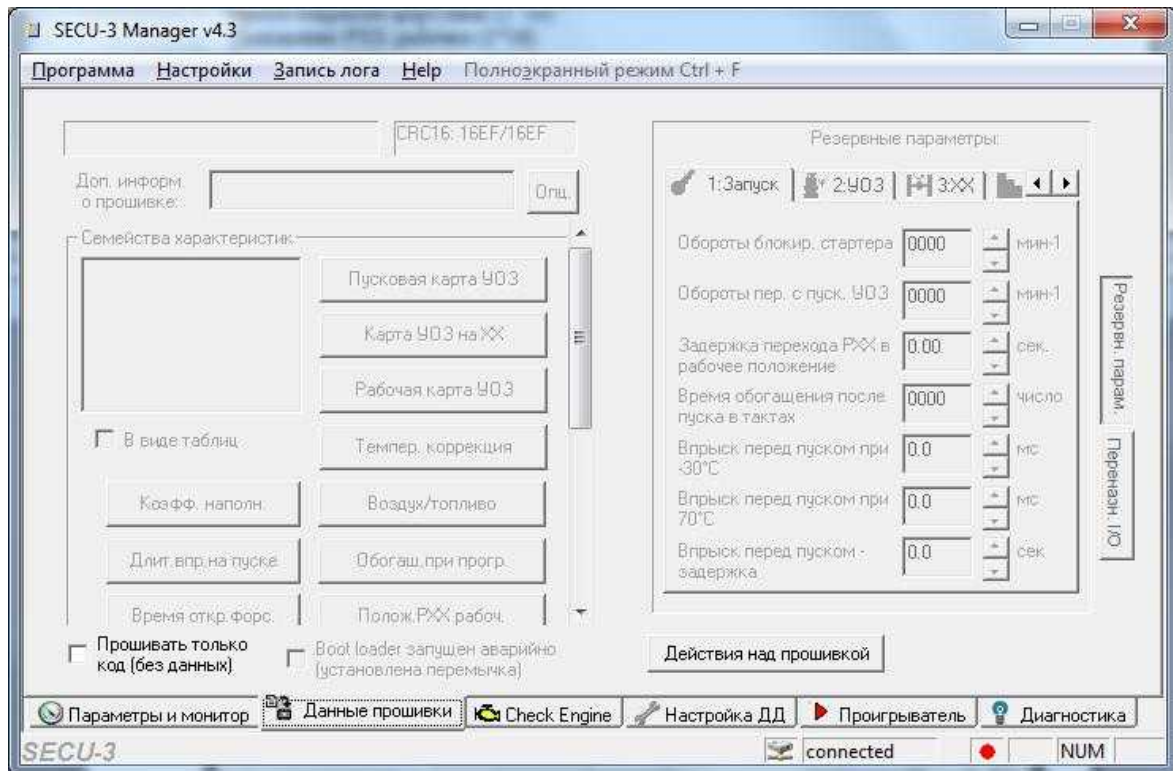 SECU-3 Manager v4.3
Программа Настройки Запись лога Help Полноэкранный режим Ctrl + F
CRC16: 16EF/16EF
Доп. информ. о прошивке:
Опц.
Семейства характеристик
Пусковая карта УОЗ
Карта УОЗ на ХХ
Рабочая карта УОЗ
В виде таблиц
Темпер. коррекция
Коэфф. наполн.
Воздух/топливо
Длит.впр.на пуске
Обогащ.при прогр.
Время откр.форс.
Полож.РХХ рабоч.
Резервные параметры:
1:Запуск 2:УОЗ 3:ХХ
Обороты блокир. стартера 0000 мин-1
Обороты пер. с пуск. УОЗ 0000 мин-1
Задержка перехода РХХ в
рабочее положение
0.00. сек.
Время обогащения после
пуска в тактах
0000 число
Впрыск перед пуском при
-30°C
0.0 мс
Впрыск перед пуском при
70°C
0.0 мс
Впрыск перед пуском -
задержка
0.0 сек
Резервн. парам.
Переназн. I/O
Прошивать только
код (без данных)
Boot loader запущен аварийно
(установлена перемычка)
Действия над прошивкой
Параметры и монитор Данные прошивки Check Engine Настройка ДД Проигрыватель Диагностика
SECU-3 connected NUM